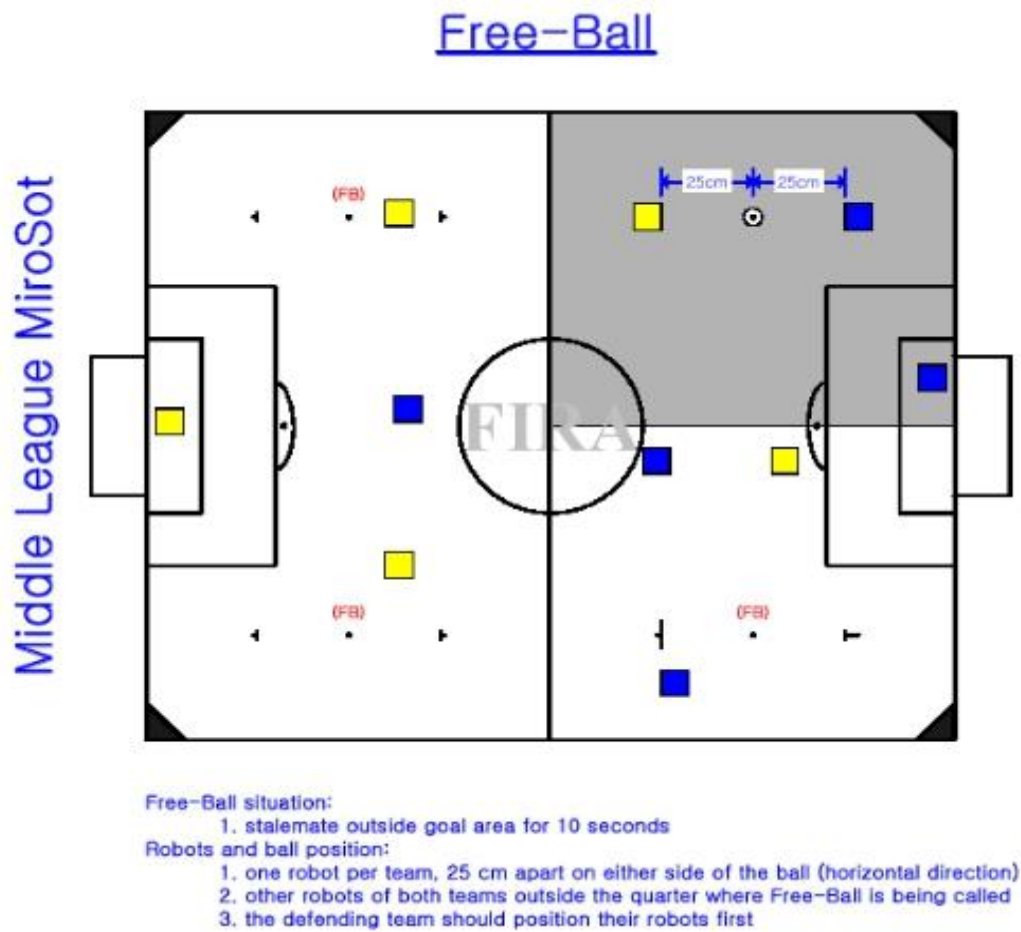 Free-Ball
Middle League MiroSot
(FB)
25cm 25cm
FIRA
(FB)
(FB)
Free-Ball situation:
1. stalemate outside goal area for 10 seconds
Robots and ball position:
1. one robot per team, 25 cm apart on either side of the ball (horizontal direction)
2. other robots of both teams outside the quarter where Free-Ball is being called
3. the defending team should position their robots first